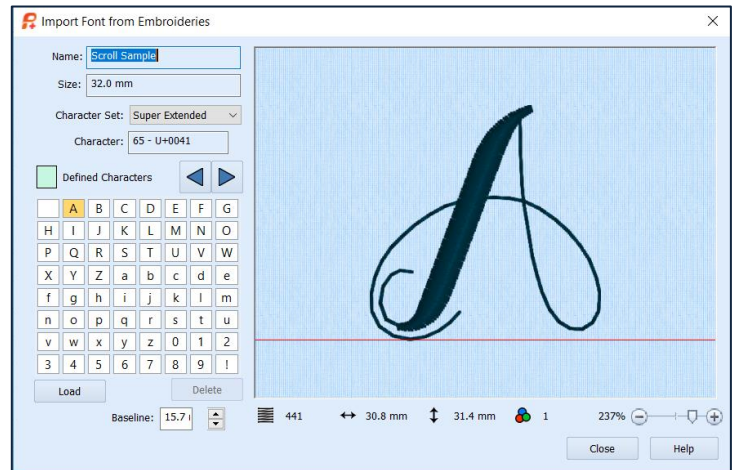 Import Font from Embroideries
Name: Scroll Sample
Size: 32.0 mm
Character Set: Super Extended
Character: 65 - U+0041
Defined Characters
A B C D E F G
H I J K L M N O
P Q R S T U V W
X Y Z a b c d e
f g h i j k l m
n o p q r s t u
v w x y z 0 1 2
3 4 5 6 7 8 9 !
Load Delete
Baseline: 15.7
441 30.8 mm 31.4 mm 1 237%
Close Help
A